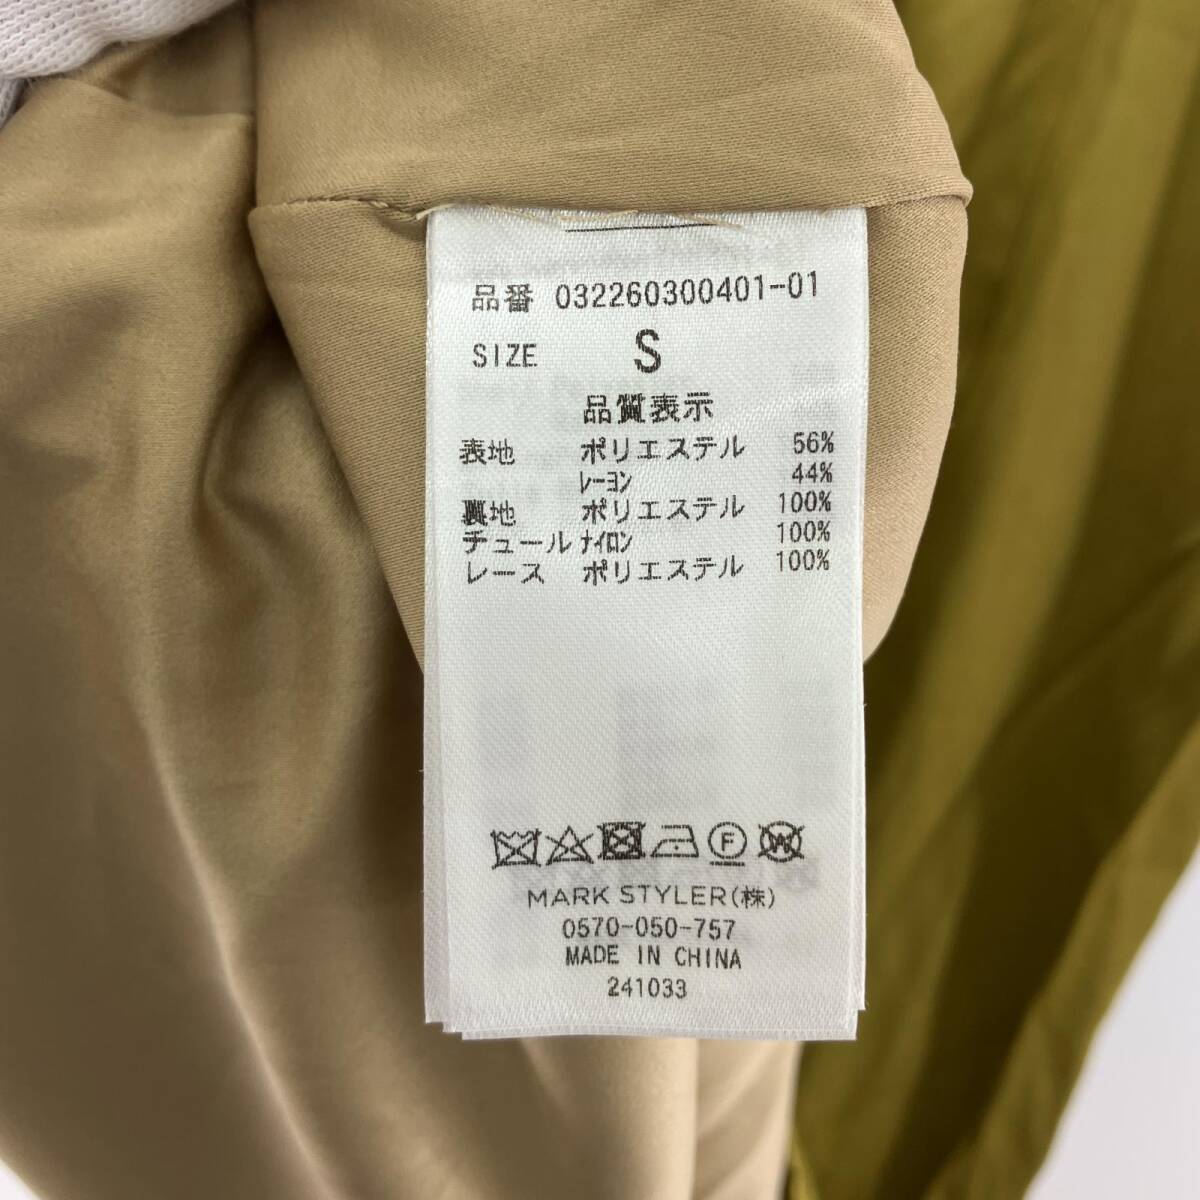 品番 032260300401-01
SIZE S
品質表示
表地 ポリエステル 56%
ﾚｰﾖﾝ 44%
裏地 ポリエステル 100%
チュール ﾅｲﾛﾝ 100%
レース ポリエステル 100%
F W
MARK STYLER(株)
0570-050-757
MADE IN CHINA
241033